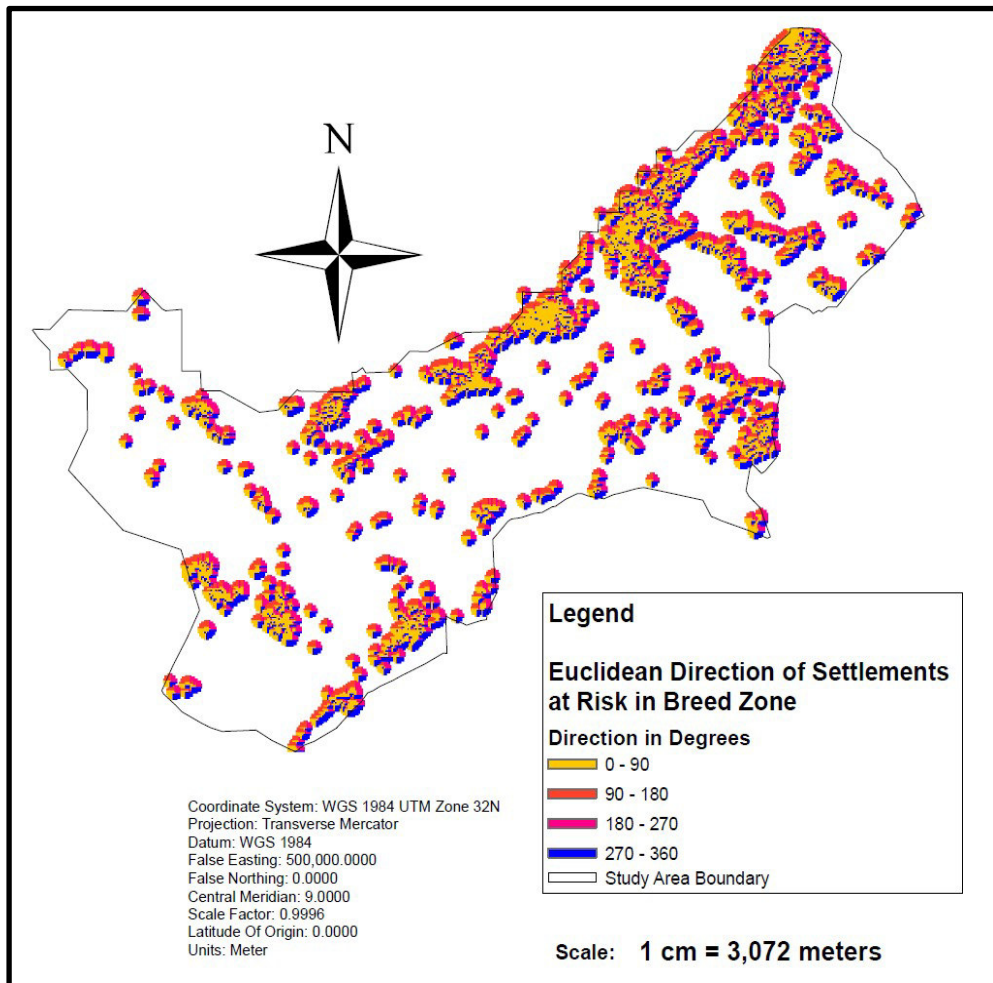 N
Legend
Euclidean Direction of Settlements
at Risk in Breed Zone
Direction in Degrees
0 - 90
90 - 180
180 - 270
270 - 360
Study Area Boundary
Coordinate System: WGS 1984 UTM Zone 32N
Projection: Transverse Mercator
Datum: WGS 1984
False Easting: 500,000.0000
False Northing: 0.0000
Central Meridian: 9.0000
Scale Factor: 0.9996
Latitude Of Origin: 0.0000
Units: Meter
Scale: 1 cm = 3,072 meters